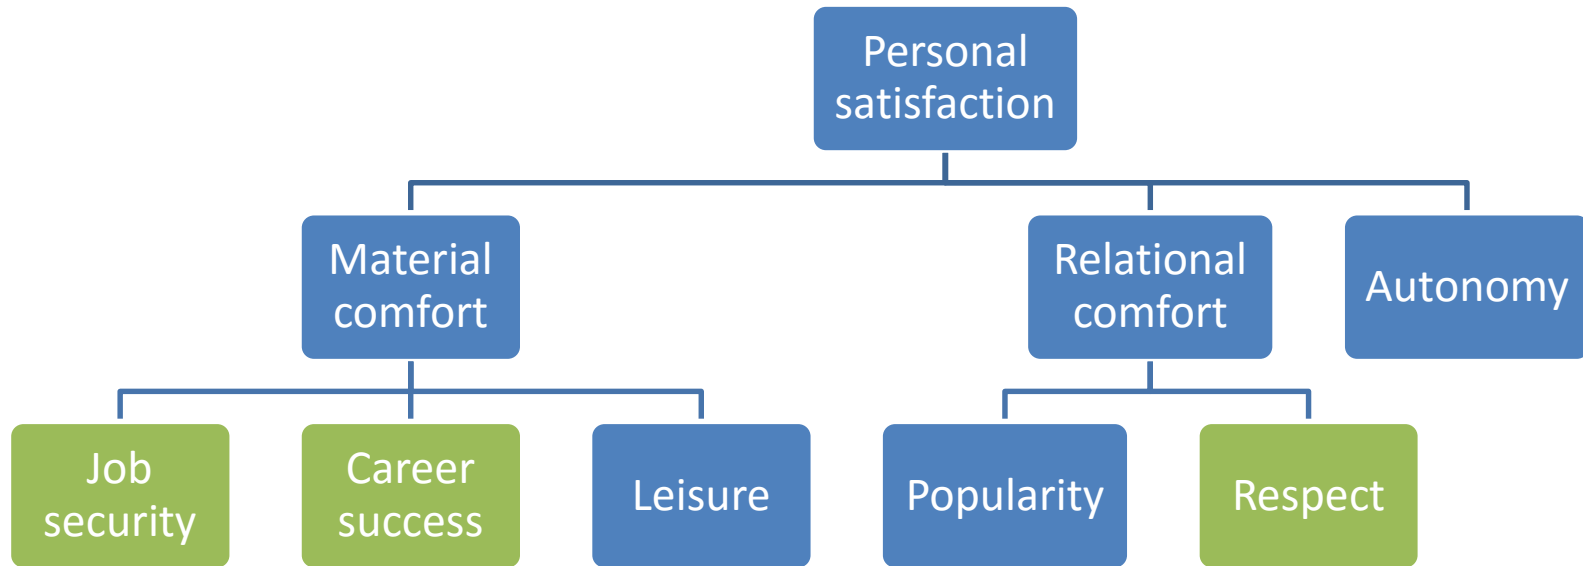 Personal
satisfaction
Material
comfort
Relational
comfort
Autonomy
Job
security
Career
success
Leisure
Popularity
Respect